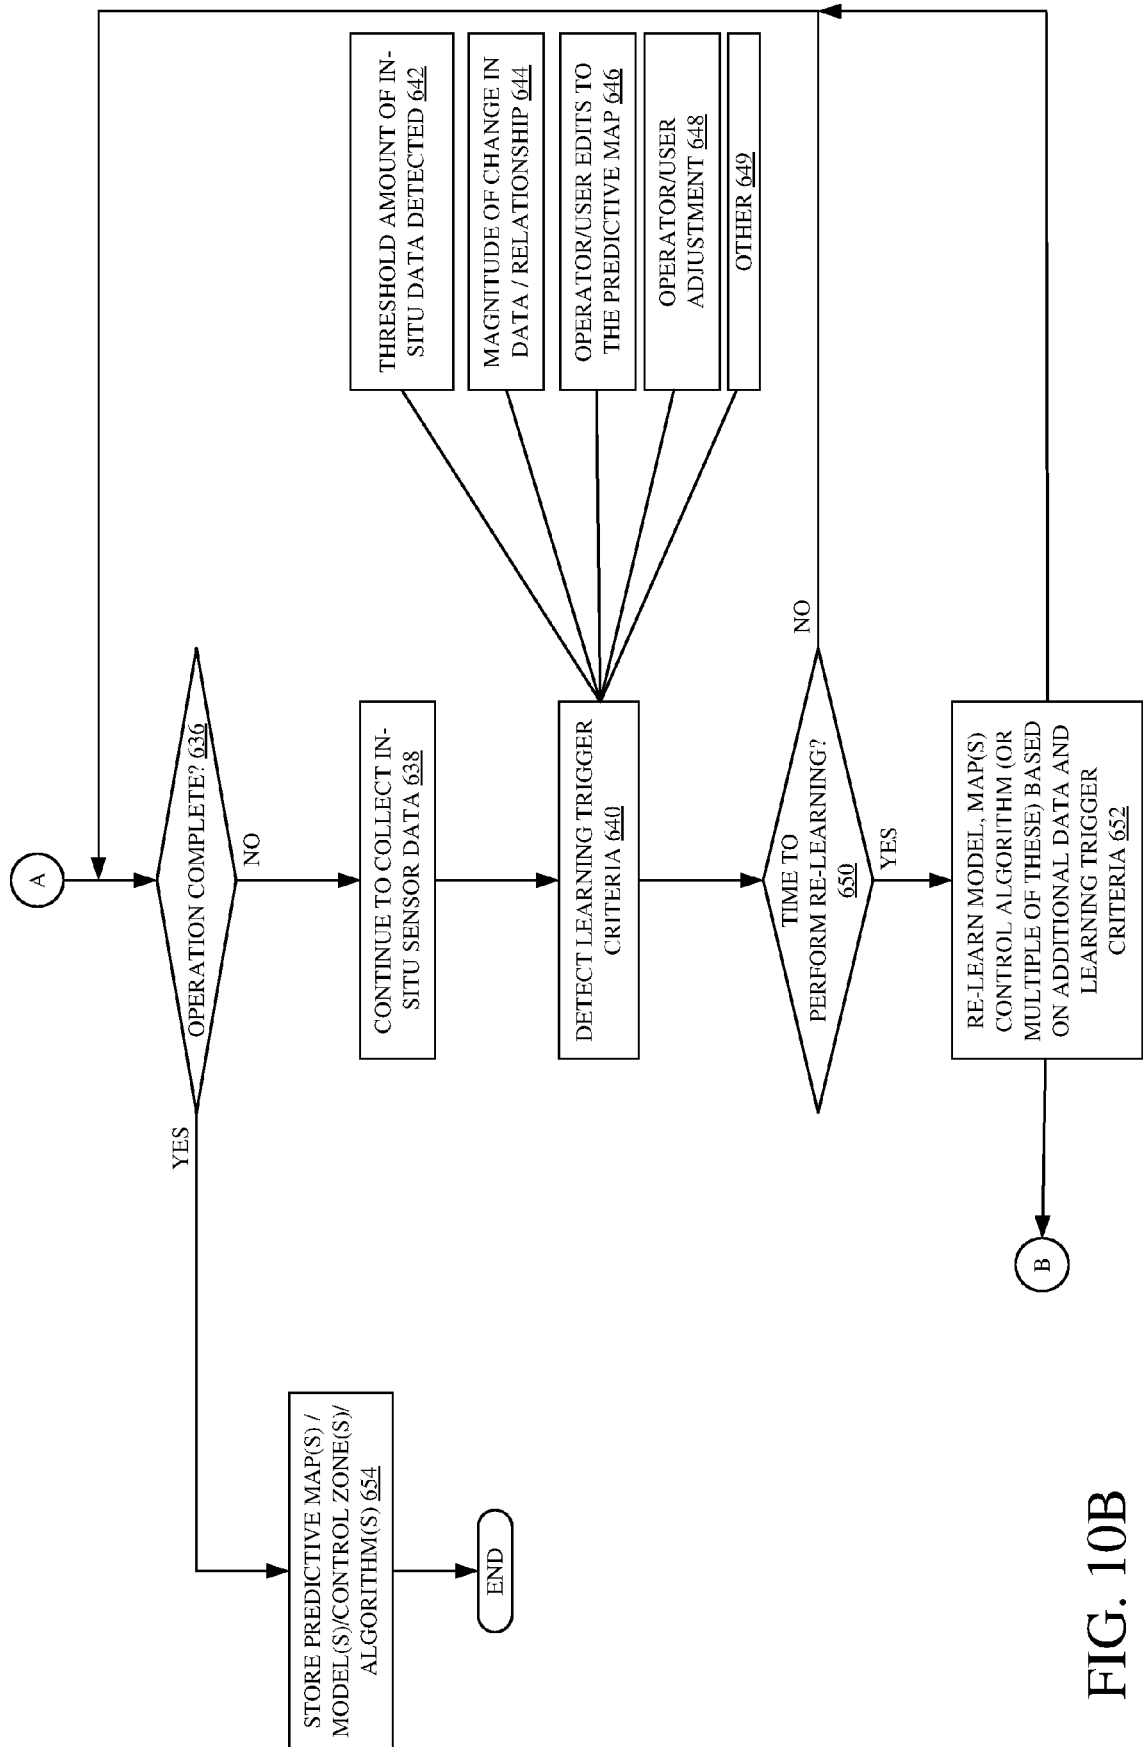 A
OPERATION COMPLETE? 636
YES
NO
CONTINUE TO COLLECT IN-
SITU SENSOR DATA 638
DETECT LEARNING TRIGGER
CRITERIA 640
THRESHOLD AMOUNT OF IN-
SITU DATA DETECTED 642
MAGNITUDE OF CHANGE IN
DATA / RELATIONSHIP 644
OPERATOR/USER EDITS TO
THE PREDICTIVE MAP 646
OPERATOR/USER
ADJUSTMENT 648
OTHER 649
TIME TO
PERFORM RE-LEARNING?
650
NO
YES
RE-LEARN MODEL, MAP(S)
CONTROL ALGORITHM (OR
MULTIPLE OF THESE) BASED
ON ADDITIONAL DATA AND
LEARNING TRIGGER
CRITERIA 652
B
STORE PREDICTIVE MAP(S) /
MODEL(S)/CONTROL ZONE(S)/
ALGORITHM(S) 654
END
FIG. 10B